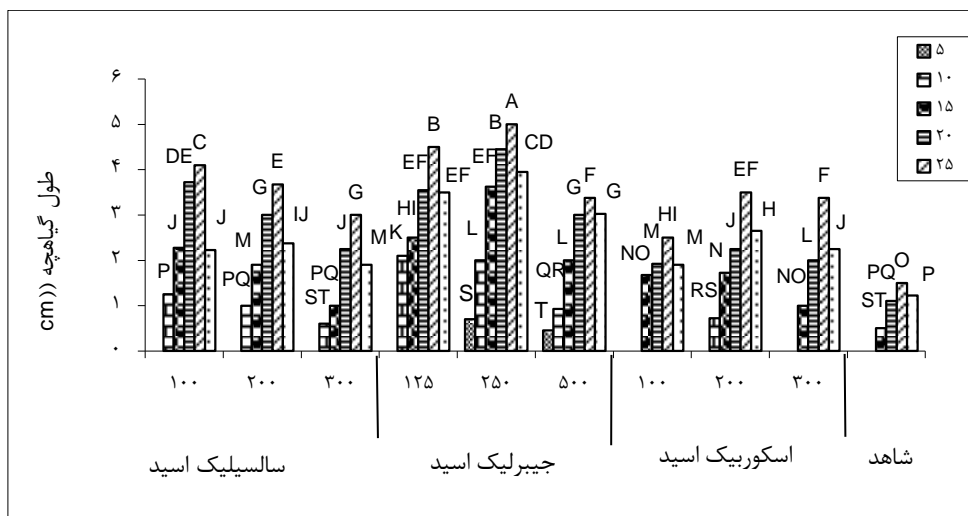 طول گیاهچه ((cm
۶
۵
۴
۳
۲
۱
۰
P J DE C J
PQ M G E IJ
ST PQ J G M
K HI EF B EF
S L EF B A CD
T QR L G F G
NO M HI M
RS N J EF H
NO L F J
ST PQ O P
۱۰۰ ۲۰۰ ۳۰۰ ۱۲۵ ۲۵۰ ۵۰۰ ۱۰۰ ۲۰۰ ۳۰۰
سالسیلیک اسید
جیبرلیک اسید
اسکوربیک اسید
شاهد
۵
۱۰
۱۵
۲۰
۲۵